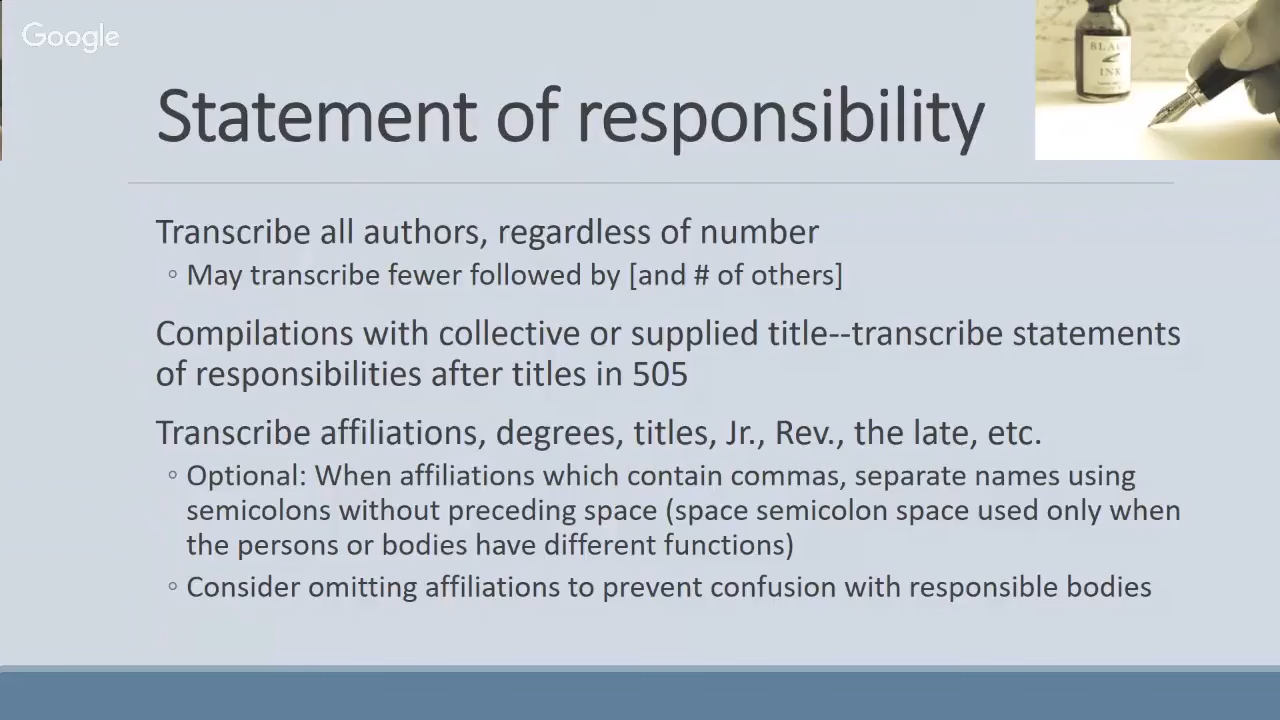 Google
Statement of responsibility
BLACK
INK
Transcribe all authors, regardless of number
◦ May transcribe fewer followed by [and # of others]
Compilations with collective or supplied title--transcribe statements
of responsibilities after titles in 505
Transcribe affiliations, degrees, titles, Jr., Rev., the late, etc.
◦ Optional: When affiliations which contain commas, separate names using
semicolons without preceding space (space semicolon space used only when
the persons or bodies have different functions)
◦ Consider omitting affiliations to prevent confusion with responsible bodies